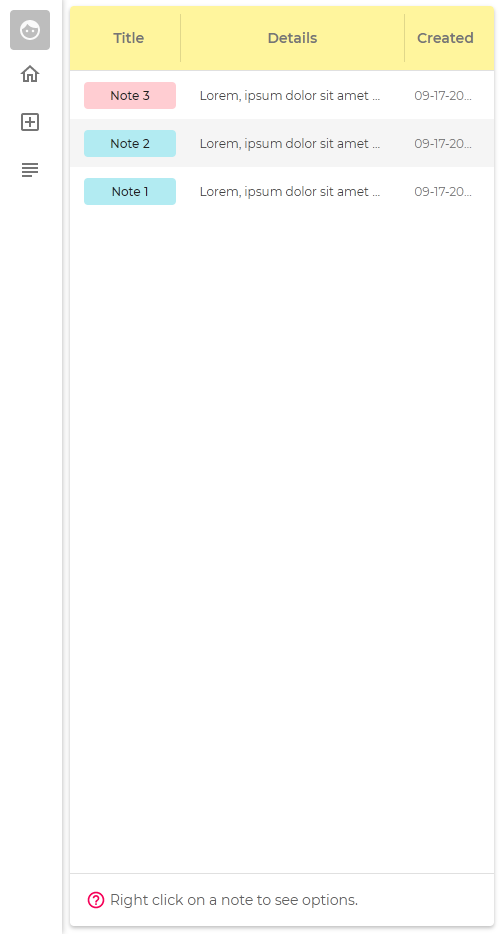 Title Details Created
Note 3 Lorem, ipsum dolor sit amet ... 09-17-20...
Note 2 Lorem, ipsum dolor sit amet ... 09-17-20...
Note 1 Lorem, ipsum dolor sit amet ... 09-17-20...
Right click on a note to see options.